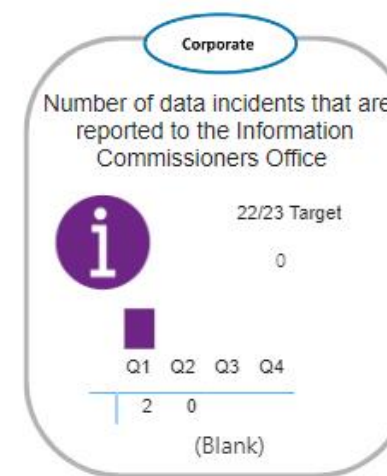 Corporate
Number of data incidents that are
reported to the Information
Commissioners Office
i
22/23 Target
0
Q1 Q2 Q3 Q4
2 0
(Blank)